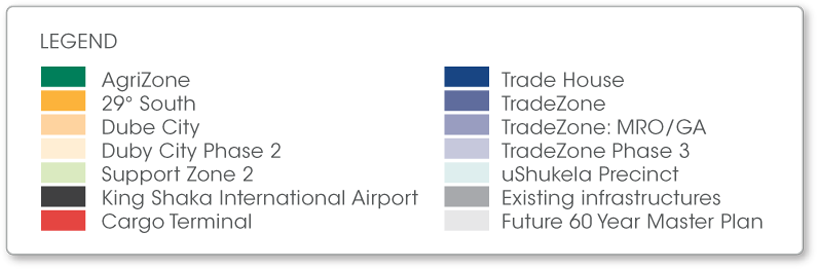 LEGEND
AgriZone
29° South
Dube City
Duby City Phase 2
Support Zone 2
King Shaka International Airport
Cargo Terminal
Trade House
TradeZone
TradeZone: MRO/GA
TradeZone Phase 3
uShukela Precinct
Existing infrastructures
Future 60 Year Master Plan